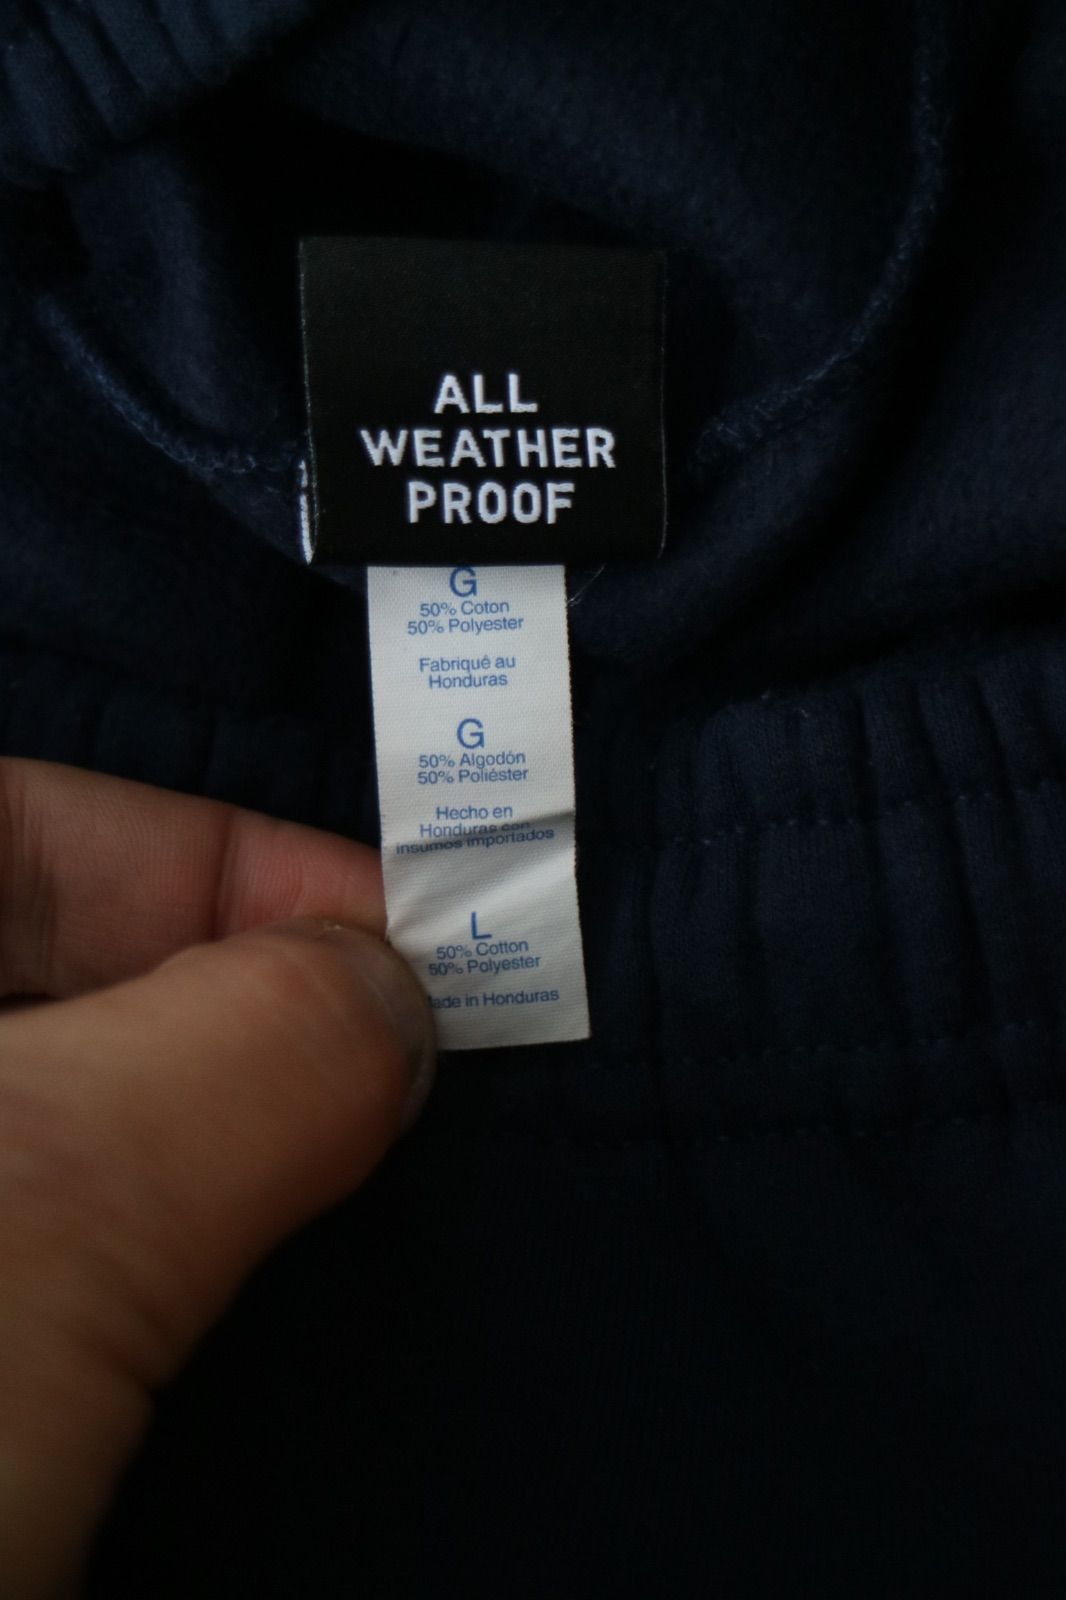 ALL
WEATHER
PROOF
G
50% Coton
50% Polyester
Fabriqué au
Honduras
G
50% Algodón
50% Poliéster
Hecho en
Honduras con
insumos importados
L
50% Cotton
50% Polyester
Made in Honduras